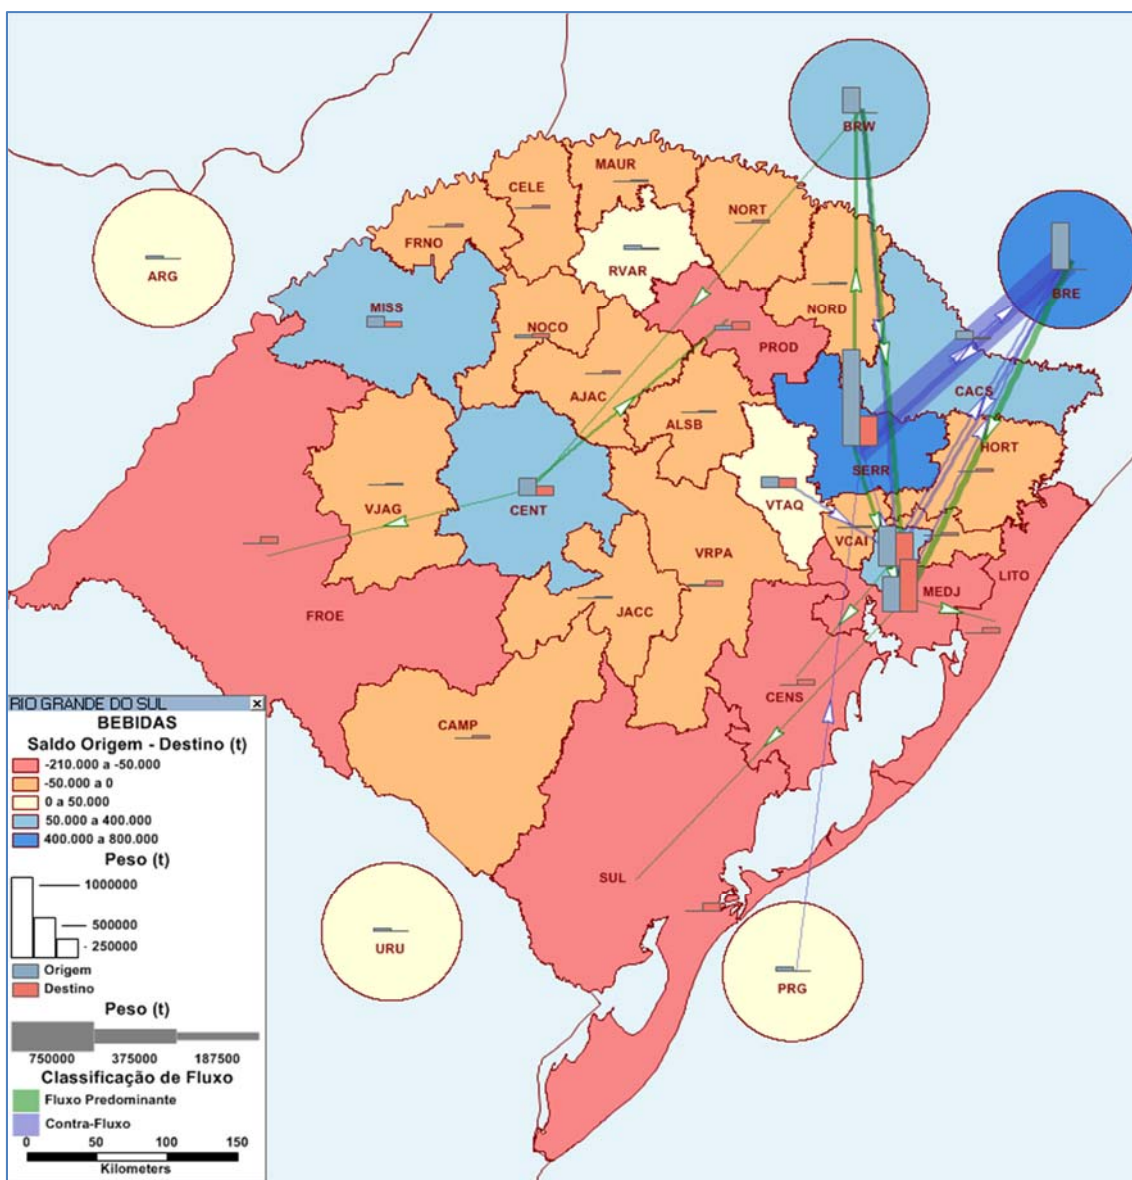 BRW
MAUR
CELE
NORT
FRNO
RVAR
ARG
BRE
MISS
NORD
NOCO
PROD
AJAC
CACS
ALSB
HORT
SERR
VJAG
CENT
VTAQ
VCAI
VRPA
LITO
MEDJ
FROE
JACC
CENS
CAMP
SUL
URU
PRG
RIO GRANDE DO SUL
BEBIDAS
Saldo Origem - Destino (t)
-210.000 a -50.000
-50.000 a 0
0 a 50.000
50.000 a 400.000
400.000 a 800.000
Peso (t)
1000000
500000
250000
Origem
Destino
Peso (t)
750000 375000 187500
Classificação de Fluxo
Fluxo Predominante
Contra-Fluxo
0 50 100 150
Kilometers